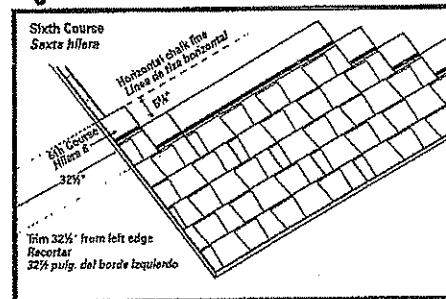 Sixth Course
Sexta hilera
Horizontal chalk line
Línea de tiza horizontal
6th Course
Hilera 6
32½"
Trim 32½" from left edge
Recortar
32½ pulg. del borde izquierdo